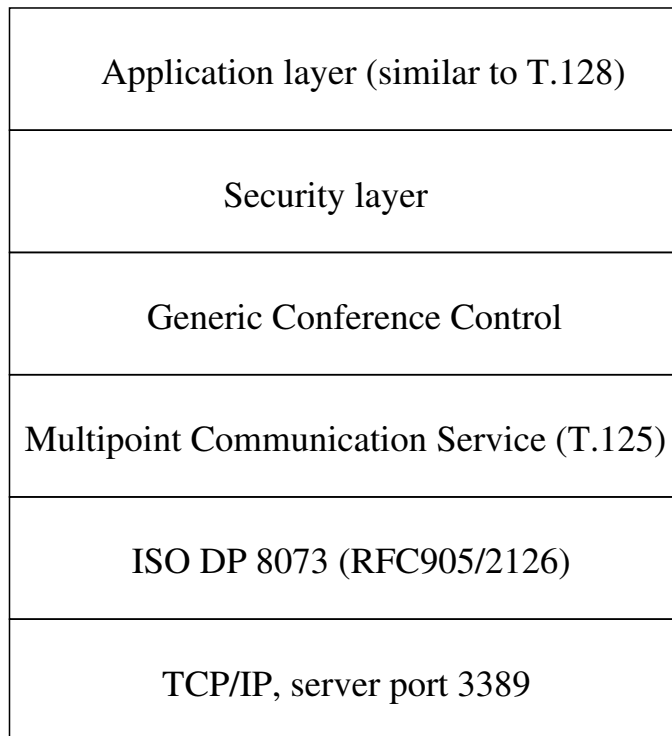 Application layer (similar to T.128)
Security layer
Generic Conference Control
Multipoint Communication Service (T.125)
ISO DP 8073 (RFC905/2126)
TCP/IP, server port 3389